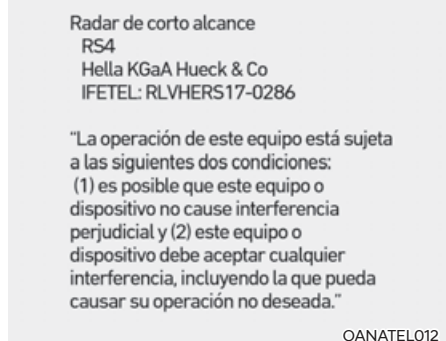 Radar de corto alcance
RS4
Hella KGaA Hueck & Co
IFETEL: RLVHERS17-0286
“La operación de este equipo está sujeta
a las siguientes dos condiciones:
(1) es posible que este equipo o
dispositivo no cause interferencia
perjudicial y (2) este equipo o
dispositivo debe aceptar cualquier
interferencia, incluyendo la que pueda
causar su operación no deseada.”
OANATEL012